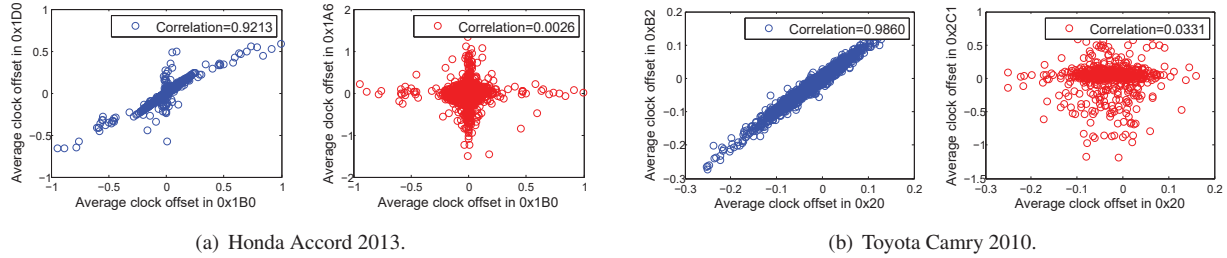 Correlation=0.9213
Average clock offset in 0x1D0
1
0.5
0
−0.5
−1
−1 −0.5 0 0.5 1
Average clock offset in 0x1B0
Correlation=0.0026
Average clock offset in 0x1A6
2
1
0
−1
−2
−1 −0.5 0 0.5 1
Average clock offset in 0x1B0
(a) Honda Accord 2013.
Correlation=0.9860
Average clock offset in 0xB2
0.2
0.1
0
−0.1
−0.2
−0.3
−0.3 −0.2 −0.1 0 0.1 0.2
Average clock offset in 0x20
Correlation=0.0331
Average clock offset in 0x2C1
0.5
0
−0.5
−1
−1.5
−0.3 −0.2 −0.1 0 0.1 0.2
Average clock offset in 0x20
(b) Toyota Camry 2010.